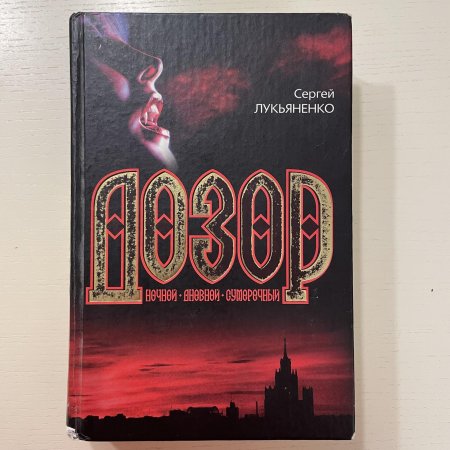 Сергей
ЛУКЬЯНЕНКО
ДОЗОР
НОЧНОЙ · ДНЕВНОЙ · СУМЕРЕЧНЫЙ